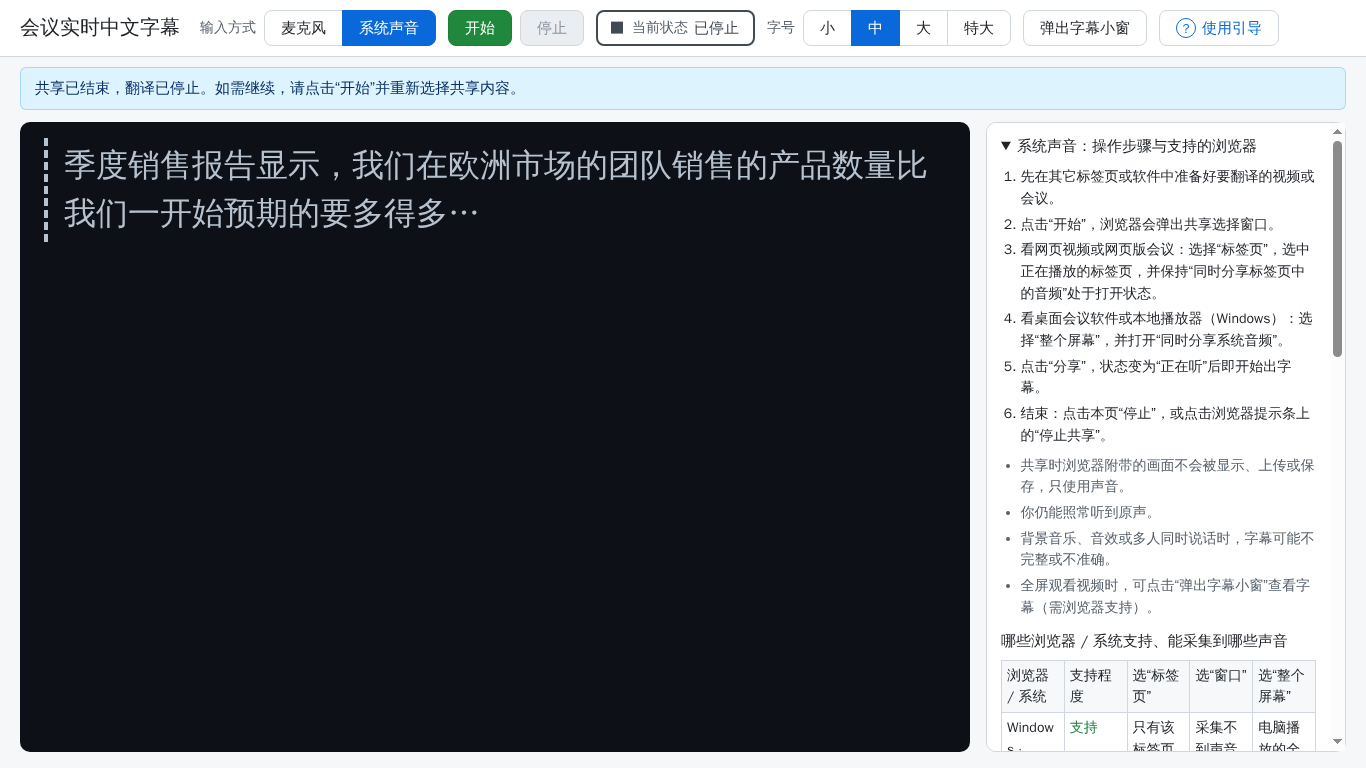 会议实时中文字幕
输入方式
麦克风
系统声音
开始
停止
当前状态 已停止
字号
小
中
大
特大
弹出字幕小窗
? 使用引导
共享已结束，翻译已停止。如需继续，请点击“开始”并重新选择共享内容。
季度销售报告显示，我们在欧洲市场的团队销售的产品数量比
我们一开始预期的要多得多…
▼ 系统声音：操作步骤与支持的浏览器
1. 先在其它标签页或软件中准备好要翻译的视频或
会议。
2. 点击“开始”，浏览器会弹出共享选择窗口。
3. 看网页视频或网页版会议：选择“标签页”，选中
正在播放的标签页，并保持“同时分享标签页中
的音频”处于打开状态。
4. 看桌面会议软件或本地播放器（Windows）：选
择“整个屏幕”，并打开“同时分享系统音频”。
5. 点击“分享”，状态变为“正在听”后即开始出字
幕。
6. 结束：点击本页“停止”，或点击浏览器提示条上
的“停止共享”。
• 共享时浏览器附带的画面不会被显示、上传或保
存，只使用声音。
• 你仍能照常听到原声。
• 背景音乐、音效或多人同时说话时，字幕可能不
完整或不准确。
• 全屏观看视频时，可点击“弹出字幕小窗”查看字
幕（需浏览器支持）。
哪些浏览器 / 系统支持、能采集到哪些声音
浏览器
/ 系统
支持程
度
选“标签
页”
选“窗口”
选“整个
屏幕”
Window
s：
支持
只有该
标签页
采集不
到声音
电脑播
放的全